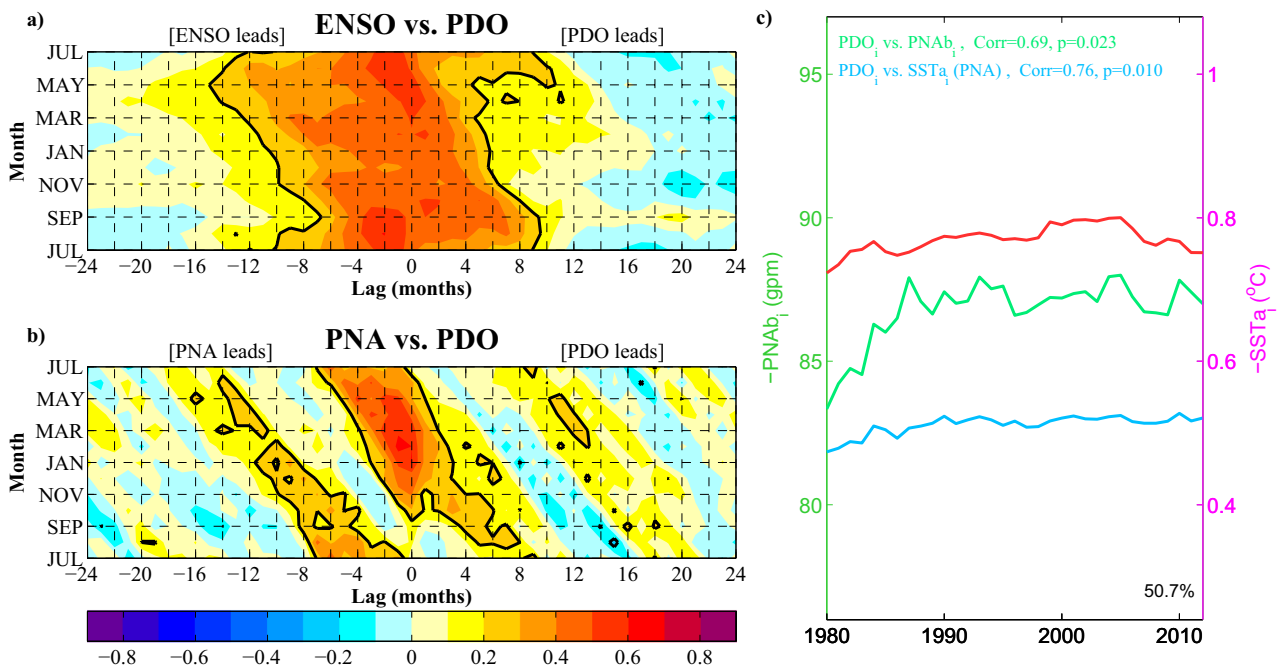 a)
ENSO vs. PDO
[ENSO leads]
[PDO leads]
JUL
MAY
MAR
JAN
NOV
SEP
JUL
Month
−24 −20 −16 −12 −8 −4 0 4 8 12 16 20 24
Lag (months)
b)
PNA vs. PDO
[PNA leads]
[PDO leads]
JUL
MAY
MAR
JAN
NOV
SEP
JUL
Month
−24 −20 −16 −12 −8 −4 0 4 8 12 16 20 24
Lag (months)
−0.8 −0.6 −0.4 −0.2 0 0.2 0.4 0.6 0.8
c)
PDOi vs. PNAbi , Corr=0.69, p=0.023
PDOi vs. SSTai (PNA) , Corr=0.76, p=0.010
95
90
85
80
−PNAbi (gpm)
1
0.8
0.6
0.4
−SSTai (°C)
50.7%
1980 1990 2000 2010